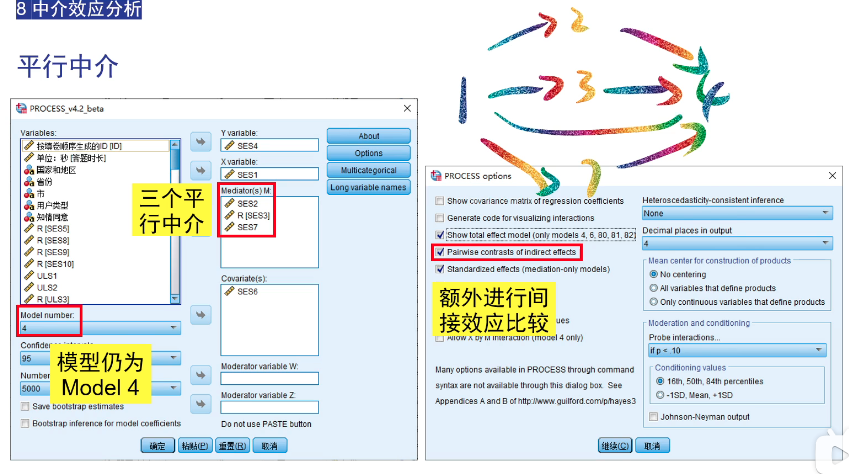 8 中介效应分析
平行中介
1
2
3
7
4
PROCESS_v4.2_beta
Variables:
按填卷顺序生成的ID [ID]
单位：秒 [答题时长]
国家和地区
省份
市
用户类型
知情同意
R [SES5]
R [SES8]
R [SES9]
R [SES10]
ULS1
ULS2
R [ULS3]
Model number:
4
95
5000
Save bootstrap estimates
Bootstrap inference for model coefficients
三个平
行中介
模型仍为
Model 4
Y variable:
SES4
X variable:
SES1
Mediator(s) M:
SES2
R [SES3]
SES7
Covariate(s):
SES6
Moderator variable W:
Moderator variable Z:
Do not use PASTE button
About
Options
Multicategorical
Long variable names
确定
粘贴(P)
重置(R)
取消
PROCESS options
Show covariance matrix of regression coefficients
Generate code for visualizing interactions
Show total effect model (only models 4, 6, 80, 81, 82)
Pairwise contrasts of indirect effects
Standardized effects (mediation-only models)
额外进行间
接效应比较
Allow X by M interaction (model 4 only)
Many options available in PROCESS through command
syntax are not available through this dialog box. See
Appendices A and B of http://www.guilford.com/p/hayes3
Heteroscedasticity-consistent inference
None
Decimal places in output
4
Mean center for construction of products
No centering
All variables that define products
Only continuous variables that define products
Moderation and conditioning
Probe interactions...
if p < .10
Conditioning values
16th, 50th, 84th percentiles
-1SD, Mean, +1SD
Johnson-Neyman output
继续(C)
取消